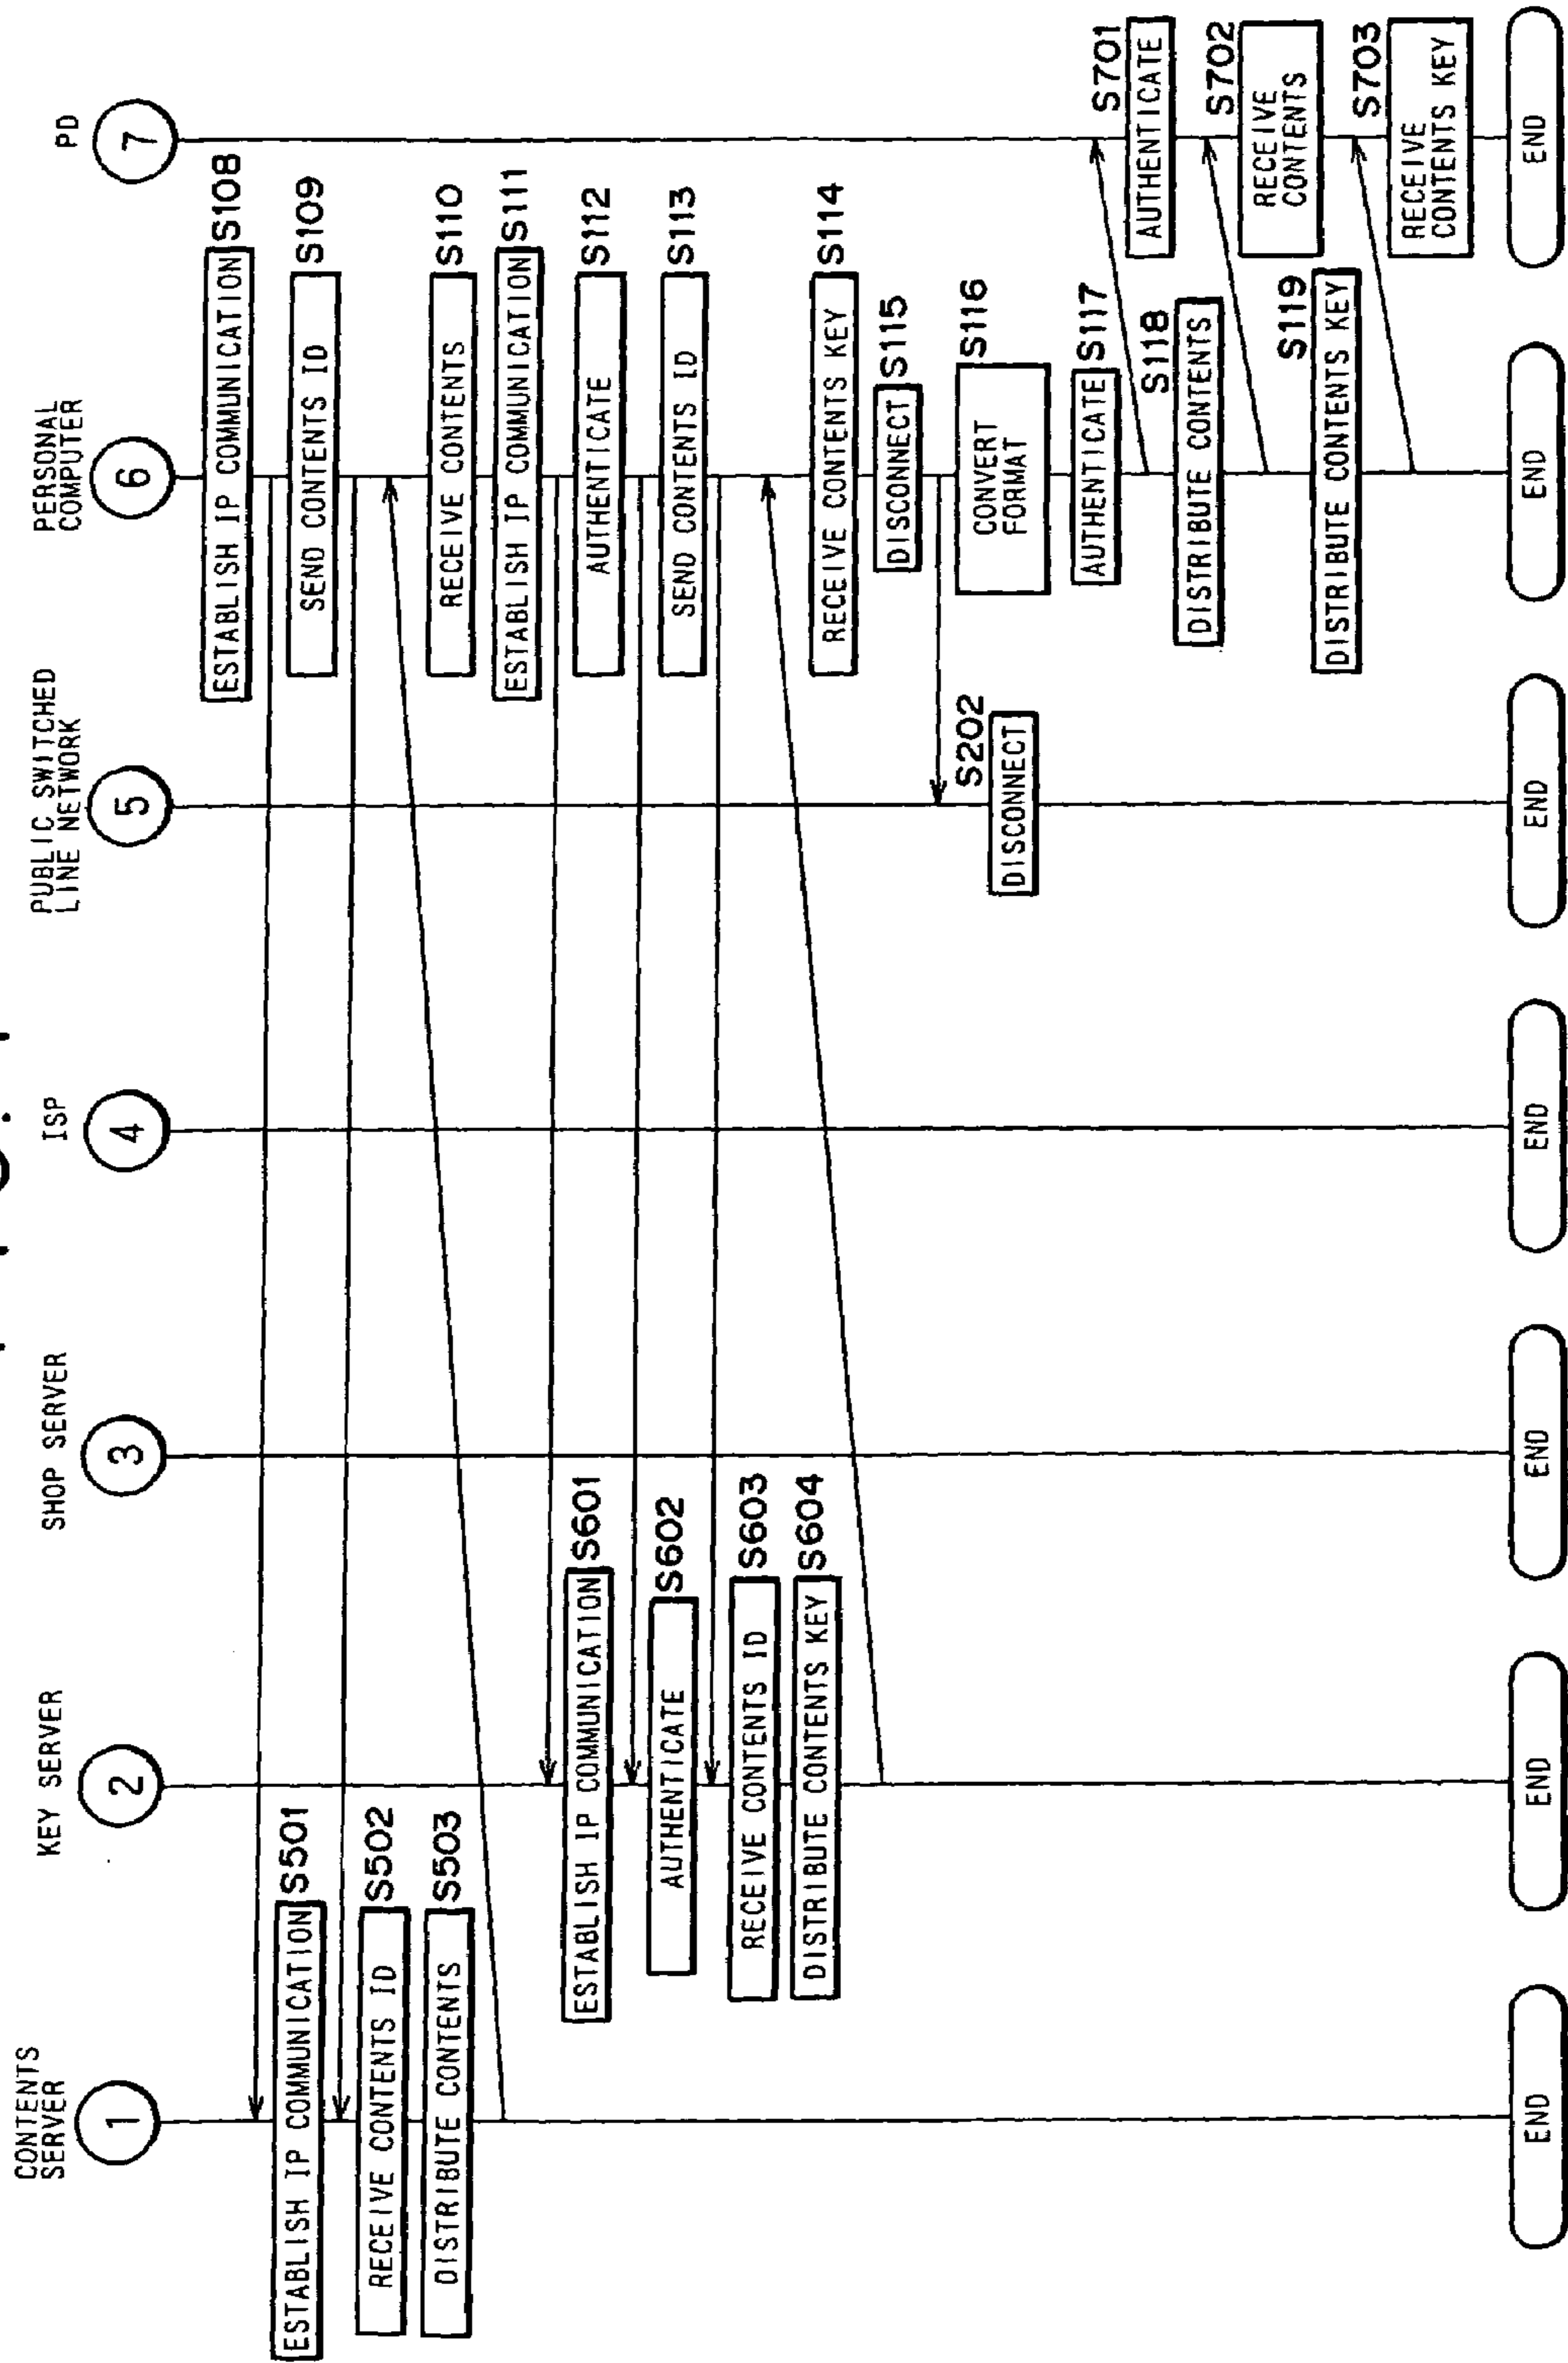 CONTENTS
SERVER
KEY SERVER
SHOP SERVER
ISP
PUBLIC SWITCHED
LINE NETWORK
PERSONAL
COMPUTER
PD
1
2
3
4
5
6
7
ESTABLISH IP COMMUNICATION S108
ESTABLISH IP COMMUNICATION S501
SEND CONTENTS ID S109
RECEIVE CONTENTS ID S502
DISTRIBUTE CONTENTS S503
RECEIVE CONTENTS S110
ESTABLISH IP COMMUNICATION S111
ESTABLISH IP COMMUNICATION S601
AUTHENTICATE S112
AUTHENTICATE S602
SEND CONTENTS ID S113
RECEIVE CONTENTS ID S603
DISTRIBUTE CONTENTS KEY S604
RECEIVE CONTENTS KEY S114
DISCONNECT S115
S202
DISCONNECT
S116
CONVERT
FORMAT
AUTHENTICATE S117
S701
AUTHENTICATE
S118
DISTRIBUTE CONTENTS
S702
RECEIVE
CONTENTS
S119
DISTRIBUTE CONTENTS KEY
S703
RECEIVE
CONTENTS KEY
END
END
END
END
END
END
END